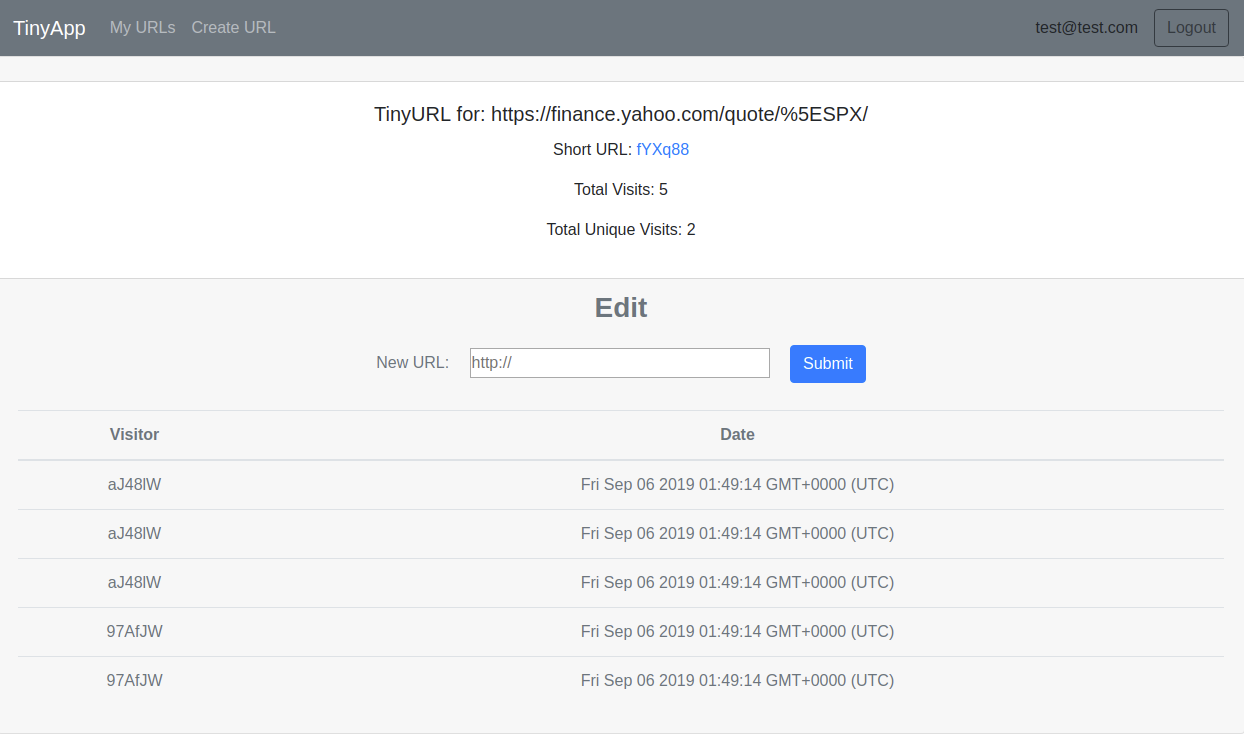 TinyApp My URLs Create URL test@test.com Logout
TinyURL for: https://finance.yahoo.com/quote/%5ESPX/
Short URL: fYXq88
Total Visits: 5
Total Unique Visits: 2
Edit
New URL: http:// Submit
Visitor Date
aJ48lW Fri Sep 06 2019 01:49:14 GMT+0000 (UTC)
aJ48lW Fri Sep 06 2019 01:49:14 GMT+0000 (UTC)
aJ48lW Fri Sep 06 2019 01:49:14 GMT+0000 (UTC)
97AfJW Fri Sep 06 2019 01:49:14 GMT+0000 (UTC)
97AfJW Fri Sep 06 2019 01:49:14 GMT+0000 (UTC)